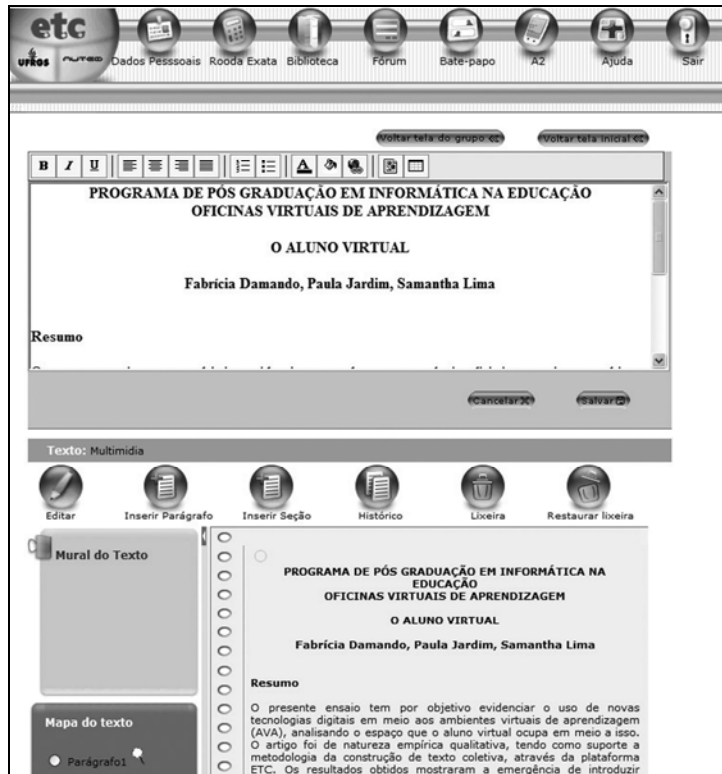 etc
UFRGS nuted
Dados Pesssoais Rooda Exata Biblioteca Fórum Bate-papo A2 Ajuda Sair
Voltar tela do grupo Voltar tela inicial
B I U A
PROGRAMA DE PÓS GRADUAÇÃO EM INFORMÁTICA NA EDUCAÇÃO
OFICINAS VIRTUAIS DE APRENDIZAGEM
O ALUNO VIRTUAL
Fabrícia Damando, Paula Jardim, Samantha Lima
Resumo
Cancelar Salvar
Texto: Multimidia
Editar Inserir Parágrafo Inserir Seção Histórico Lixeira Restaurar lixeira
Mural do Texto
Mapa do texto
Parágrafo1
PROGRAMA DE PÓS GRADUAÇÃO EM INFORMÁTICA NA
EDUCAÇÃO
OFICINAS VIRTUAIS DE APRENDIZAGEM
O ALUNO VIRTUAL
Fabrícia Damando, Paula Jardim, Samantha Lima
Resumo
O presente ensaio tem por objetivo evidenciar o uso de novas
tecnologias digitais em meio aos ambientes virtuais de aprendizagem
(AVA), analisando o espaço que o aluno virtual ocupa em meio a isso.
O artigo foi de natureza empírica qualitativa, tendo como suporte a
metodologia da construção de texto coletiva, através da plataforma
ETC. Os resultados obtidos mostraram a emergência de introduzir